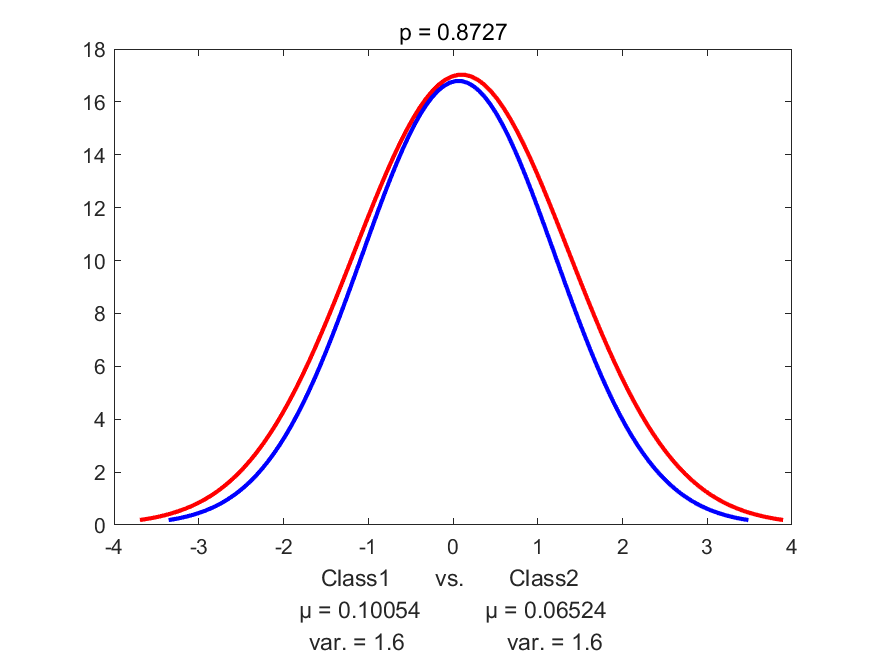 p = 0.8727
18
16
14
12
10
8
6
4
2
0
-4 -3 -2 -1 0 1 2 3 4
Class1 vs. Class2
μ = 0.10054 μ = 0.06524
var. = 1.6 var. = 1.6